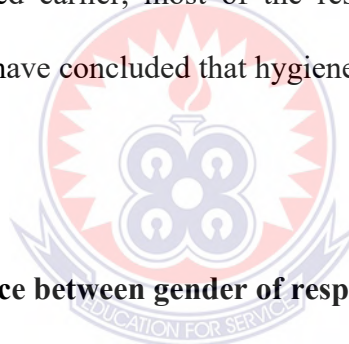 ed earlier, most of the res
have concluded that hygiene
ce between gender of resp
EDUCATION FOR SERVICE